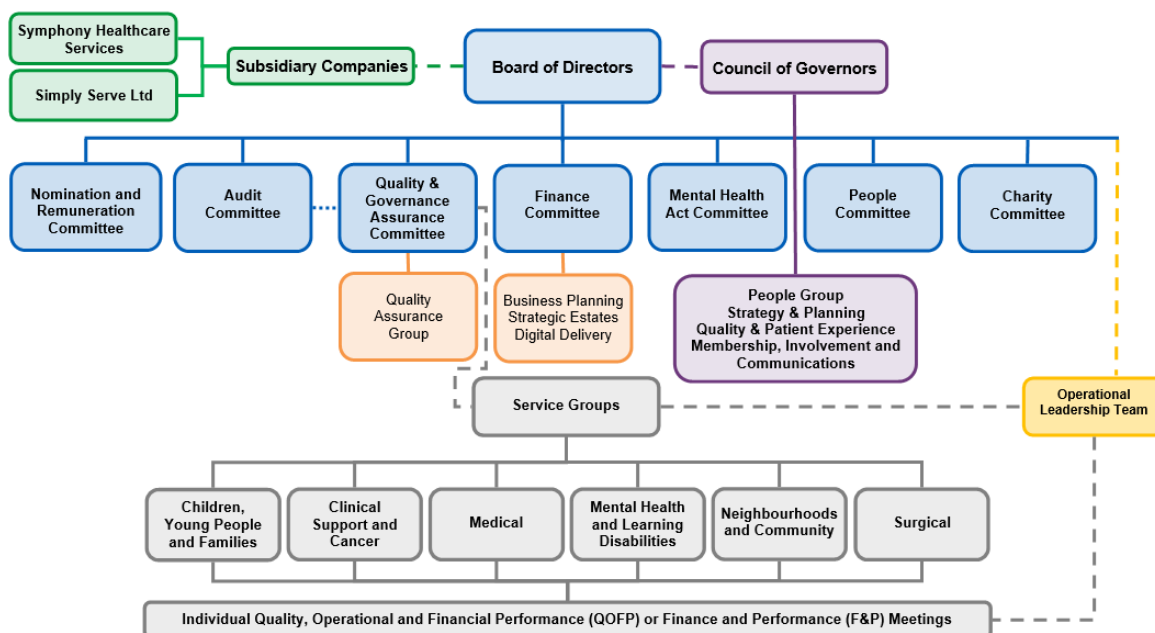 Symphony Healthcare
Services
Simply Serve Ltd
Subsidiary Companies
Board of Directors
Council of Governors
Nomination and
Remuneration
Committee
Audit
Committee
Quality &
Governance
Assurance
Committee
Finance
Committee
Mental Health
Act Committee
People
Committee
Charity
Committee
Quality
Assurance
Group
Business Planning
Strategic Estates
Digital Delivery
People Group
Strategy & Planning
Quality & Patient Experience
Membership, Involvement and
Communications
Service Groups
Operational
Leadership Team
Children,
Young People
and Families
Clinical
Support and
Cancer
Medical
Mental Health
and Learning
Disabilities
Neighbourhoods
and Community
Surgical
Individual Quality, Operational and Financial Performance (QOFP) or Finance and Performance (F&P) Meetings